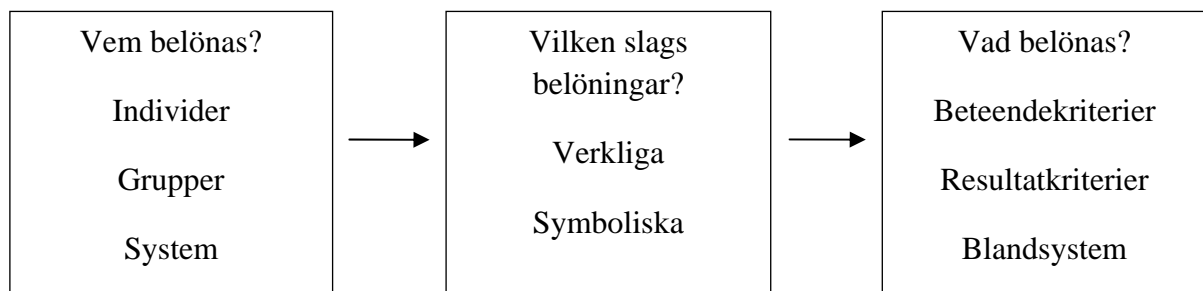 Vem belönas?
Individer
Grupper
System
Vilken slags
belöningar?
Verkliga
Symboliska
Vad belönas?
Beteendekriterier
Resultatkriterier
Blandsystem